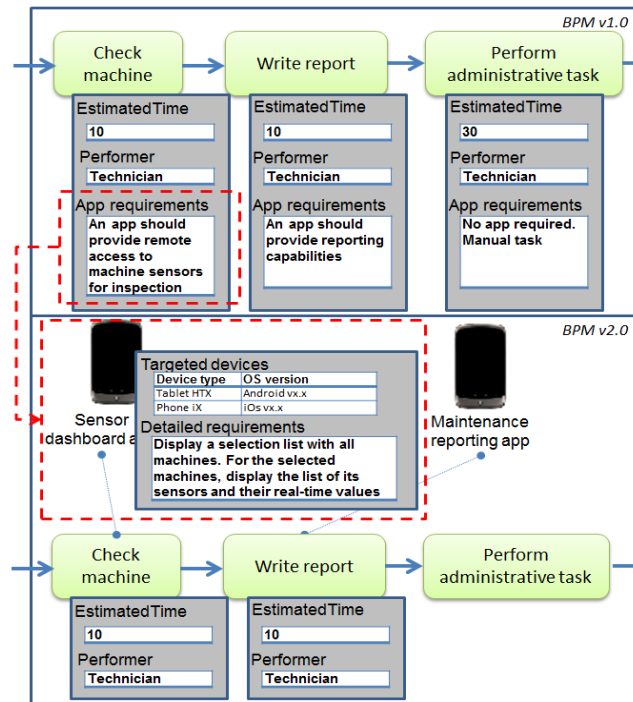 BPM v1.0
Check
machine
Write report
Perform
administrative task
EstimatedTime
10
Performer
Technician
App requirements
An app should
provide remote
access to
machine sensors
for inspection
EstimatedTime
10
Performer
Technician
App requirements
An app should
provide reporting
capabilities
EstimatedTime
30
Performer
Technician
App requirements
No app required.
Manual task
BPM v2.0
Sensor
dashboard a
Targeted devices
Device type OS version
Tablet HTX Android vx.x
Phone iX iOs vx.x
Detailed requirements
Display a selection list with all
machines. For the selected
machines, display the list of its
sensors and their real-time values
Maintenance
reporting app
Check
machine
Write report
Perform
administrative task
EstimatedTime
10
Performer
Technician
EstimatedTime
10
Performer
Technician